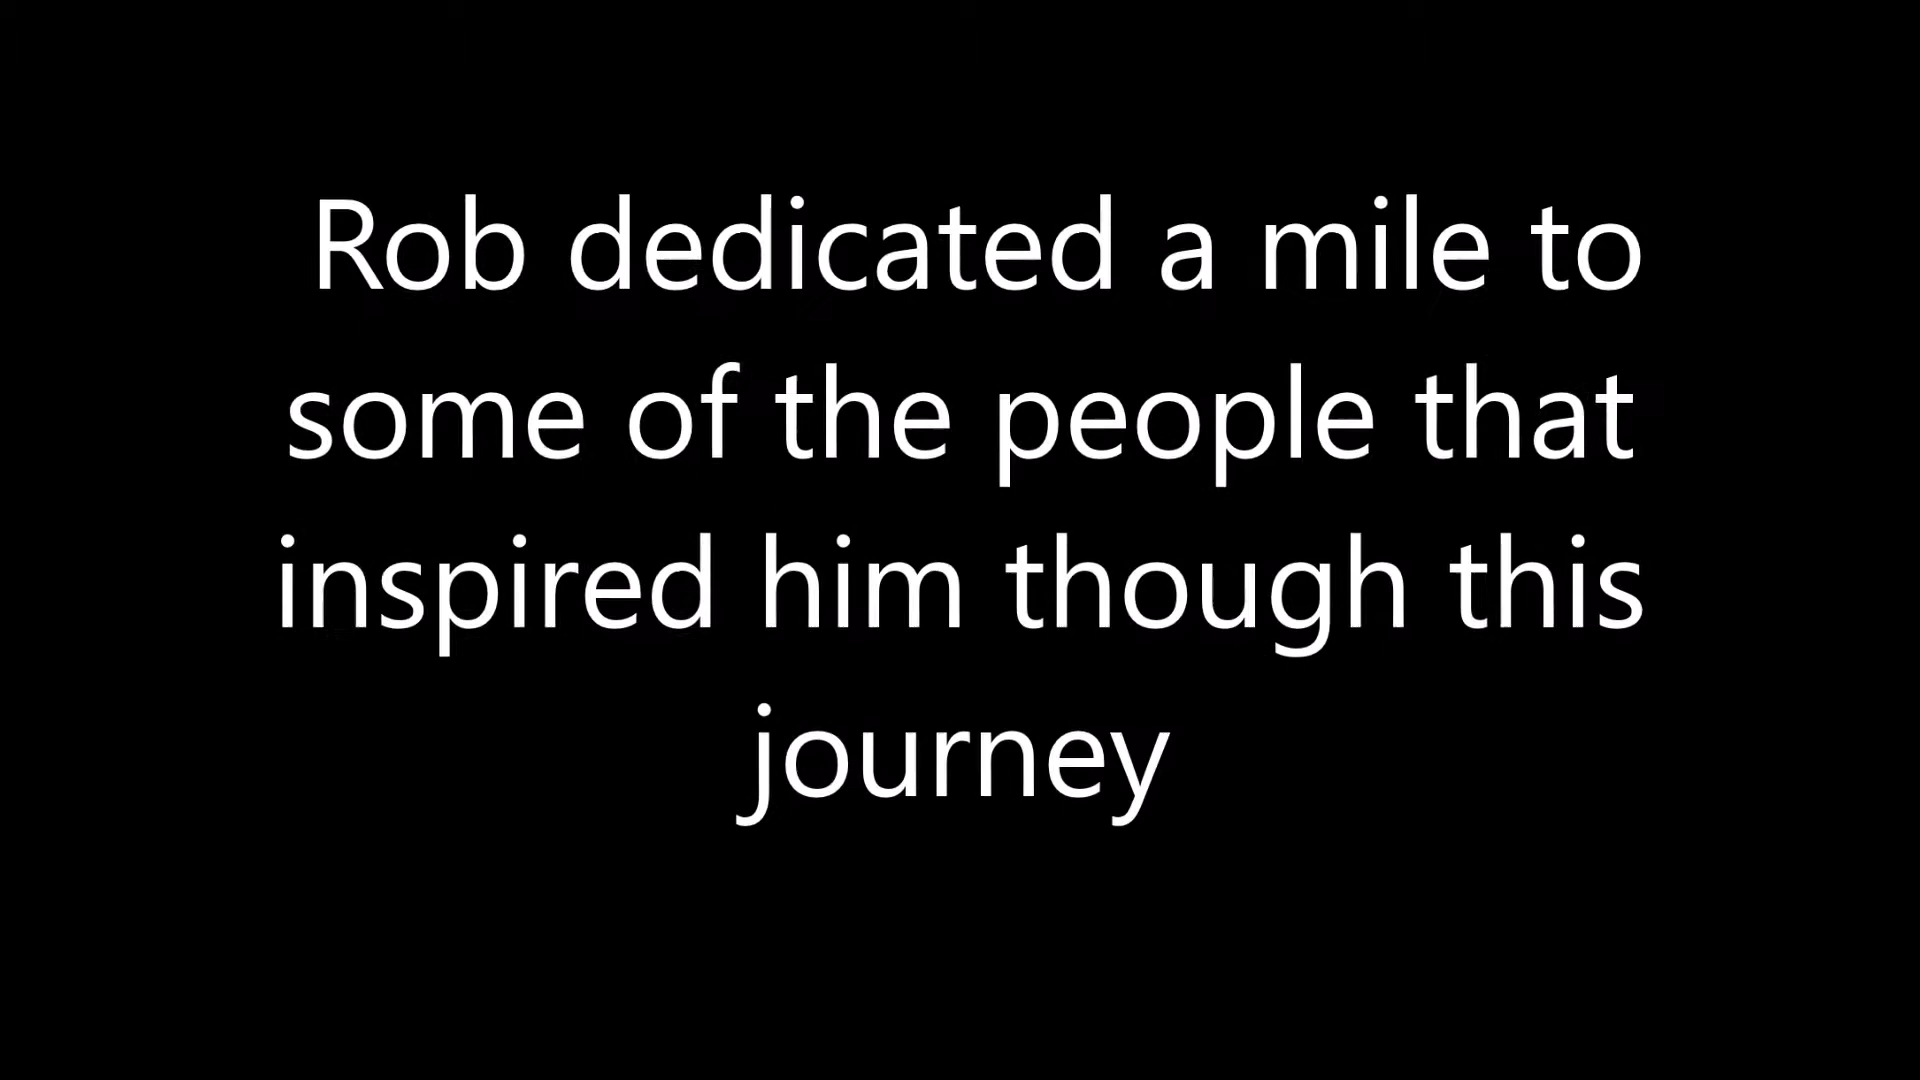 Rob dedicated a mile to
some of the people that
inspired him though this
journey